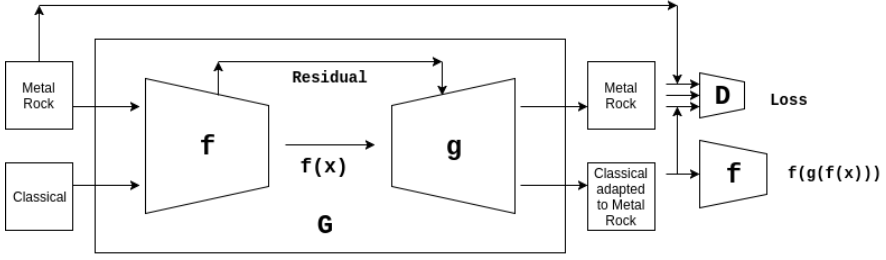 Metal
Rock
Classical
f
Residual
f(x)
g
G
Metal
Rock
Classical
adapted
to Metal
Rock
D
Loss
f
f(g(f(x)))